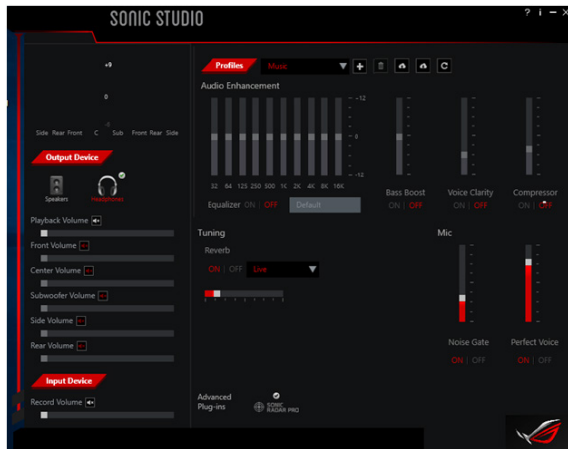 SONIC STUDIO
? i
+9
0
Side Rear Front C Sub Front Rear Side
Output Device
Speakers
Headphones
Playback Volume
Front Volume
Center Volume
Subwoofer Volume
Side Volume
Rear Volume
Input Device
Record Volume
Profiles
Music
Audio Enhancement
+12
0
-12
32 64 125 250 500 1K 2K 4K 8K 16K
Equalizer ON | OFF Default
Bass Boost
ON | OFF
Voice Clarity
ON | OFF
Compressor
ON | OFF
Tuning
Reverb
ON | OFF Live
Mic
Noise Gate
ON | OFF
Perfect Voice
ON | OFF
Advanced
Plug-ins
SONIC
RADAR PRO